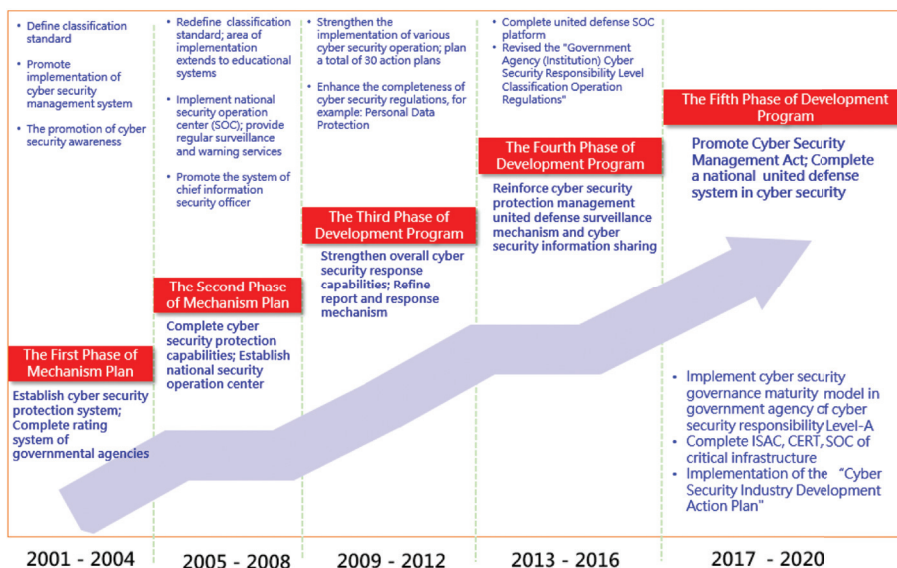 • Define classification
standard
• Promote
implementation of
cyber security
management system
• The promotion of cyber
security awareness
The First Phase of
Mechanism Plan
Establish cyber security
protection system;
Complete rating
system of
governmental agencies
2001 - 2004
• Redefine classification
standard; area of
implementation
extends to educational
systems
• Implement national
security operation
center (SOC); provide
regular surveillance
and warning services
• Promote the system of
chief information
security officer
The Second Phase
of Mechanism Plan
Complete cyber
security protection
capabilities; Establish
national security
operation center
2005 - 2008
• Strengthen the
implementation of various
cyber security operation; plan
a total of 30 action plans
• Enhance the completeness of
cyber security regulations, for
example: Personal Data
Protection
The Third Phase of
Development Program
Strengthen overall cyber
security response
capabilities; Refine
report and response
mechanism
2009 - 2012
• Complete united defense SOC
platform
• Revised the "Government
Agency (Institution) Cyber
Security Responsibility Level
Classification Operation
Regulations"
The Fourth Phase of
Development Program
Reinforce cyber security
protection management
united defense surveillance
mechanism and cyber
security information sharing
2013 - 2016
The Fifth Phase of Development
Program
Promote Cyber Security
Management Act; Complete
a national united defense
system in cyber security
• Implement cyber security
governance maturity model in
government agency of cyber
security responsibility Level-A
• Complete ISAC, CERT, SOC of
critical infrastructure
• Implementation of the “Cyber
Security Industry Development
Action Plan"
2017 - 2020